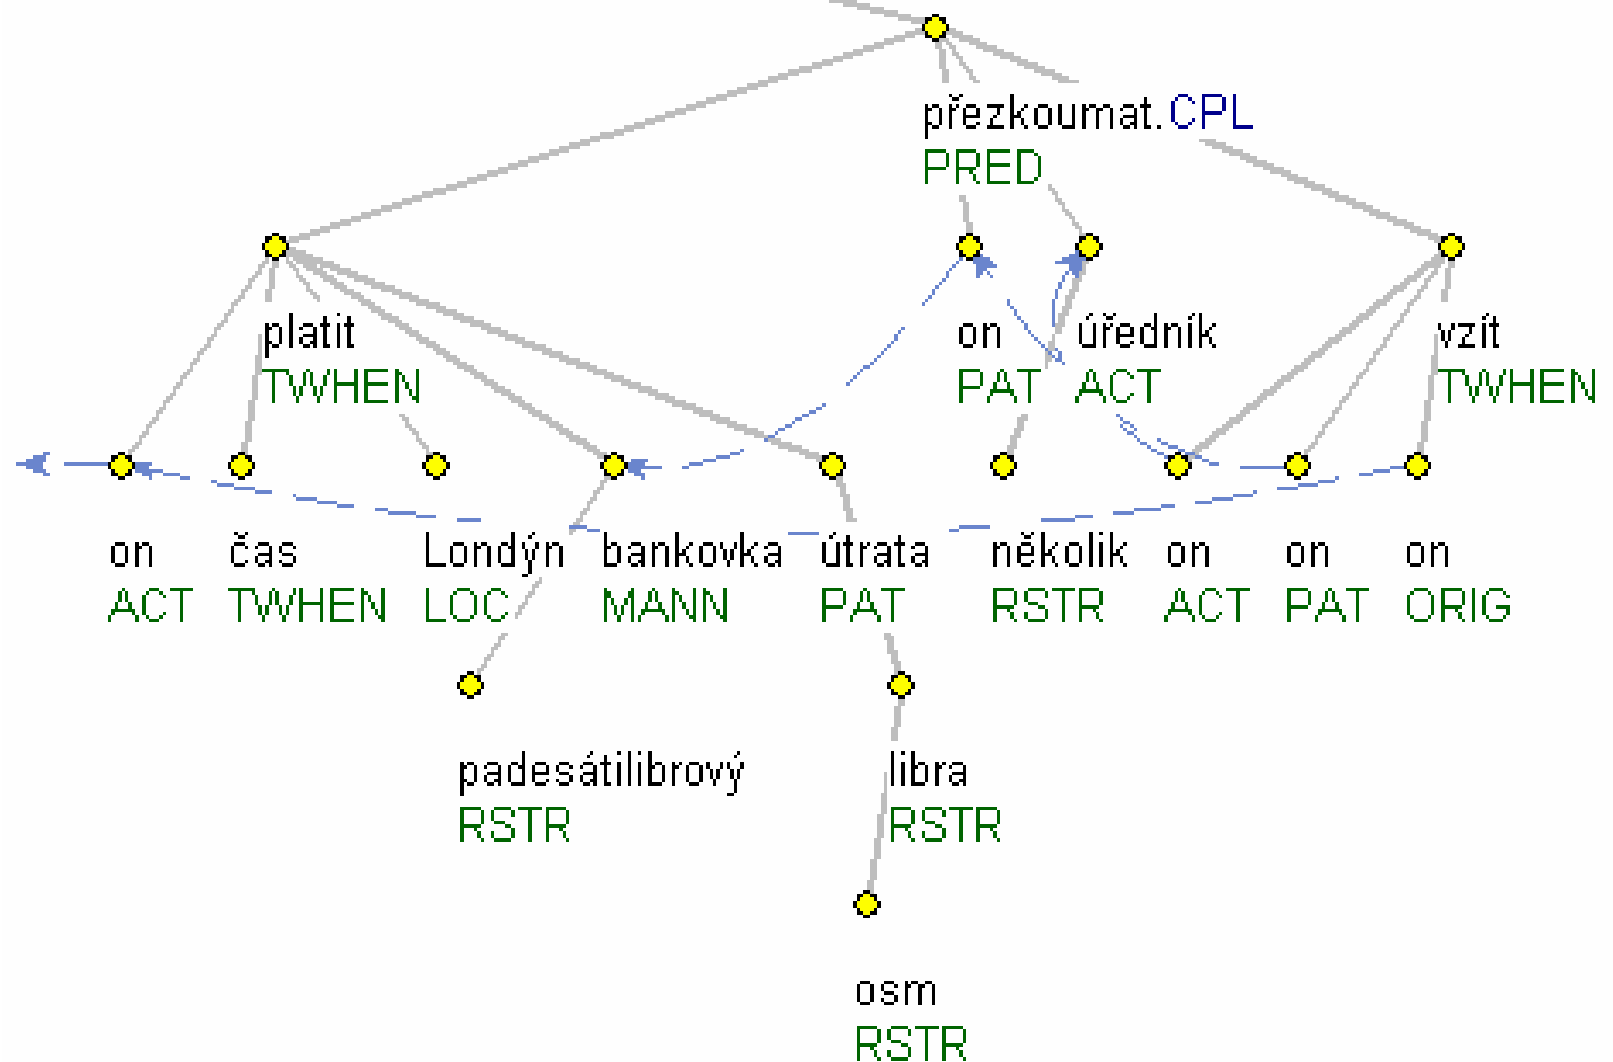 přezkoumat.CPL
PRED
platit
TWHEN
on
PAT
úředník
ACT
vzít
TWHEN
on
ACT
čas
TWHEN
Londýn
LOC
bankovka
MANN
útrata
PAT
několik
RSTR
on
ACT
on
PAT
on
ORIG
padesátilibrový
RSTR
libra
RSTR
osm
RSTR